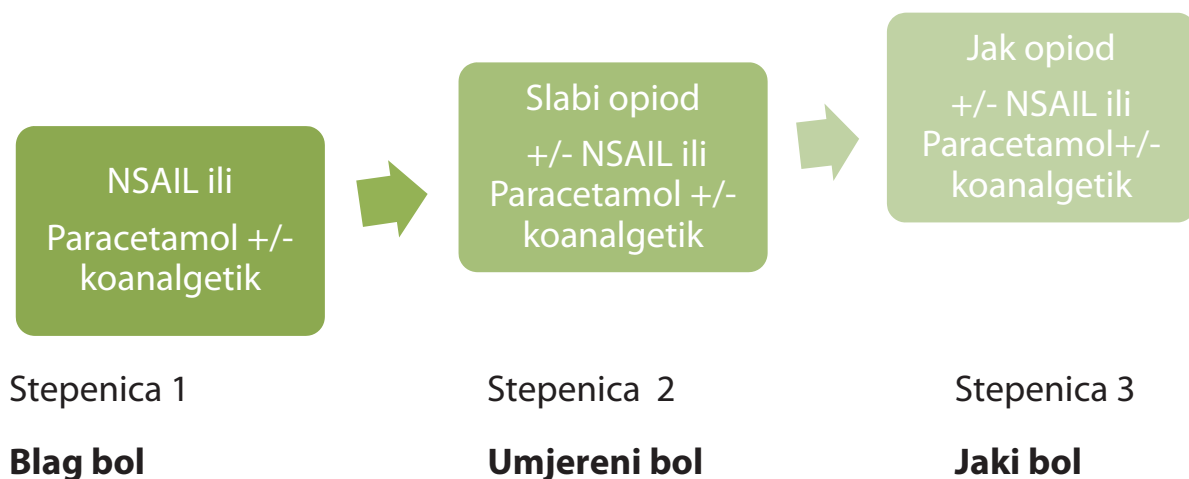 NSAIL ili
Paracetamol +/-
koanalgetik
Slabi opiod
+/- NSAIL ili
Paracetamol +/-
koanalgetik
Jak opiod
+/- NSAIL ili
Paracetamol+/-
koanalgetik
Stepenica 1
Stepenica 2
Stepenica 3
Blag bol
Umjereni bol
Jaki bol